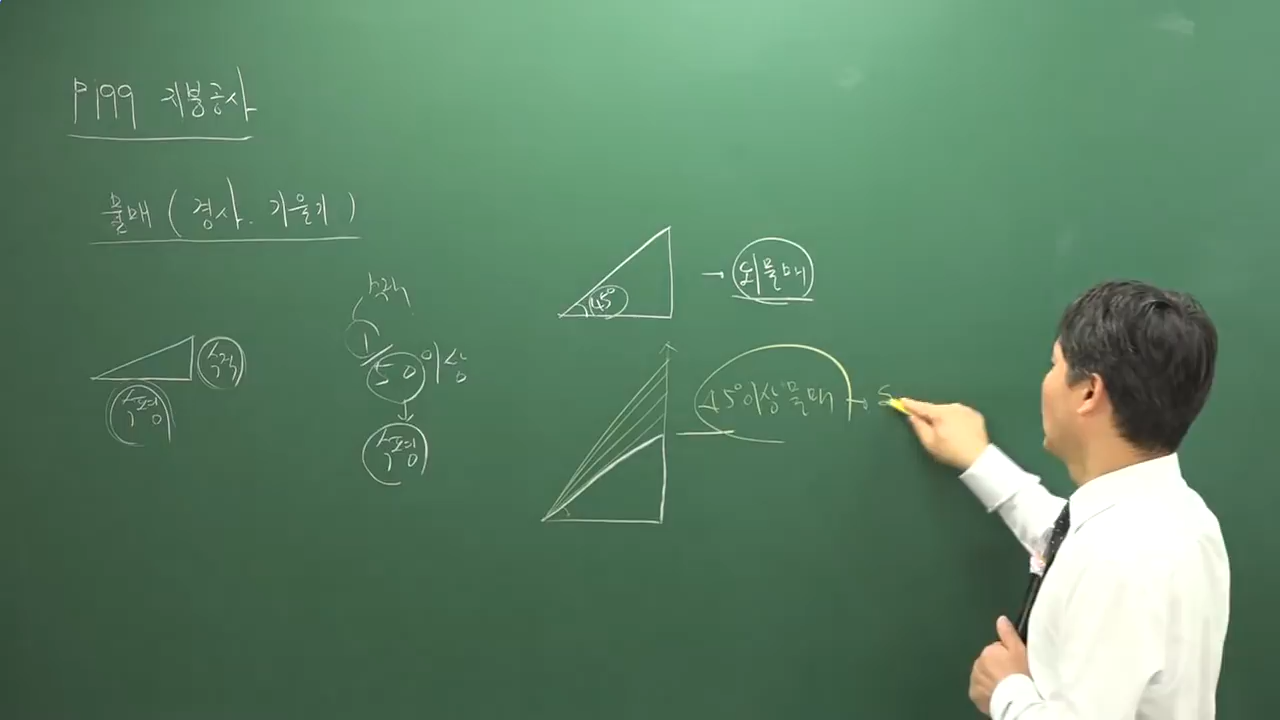 P199 지붕공사
물매 ( 경사. 기울기 )
수직
수평
수직
1/50 이상
수평
45°
→ 되물매
45°이상물매 →